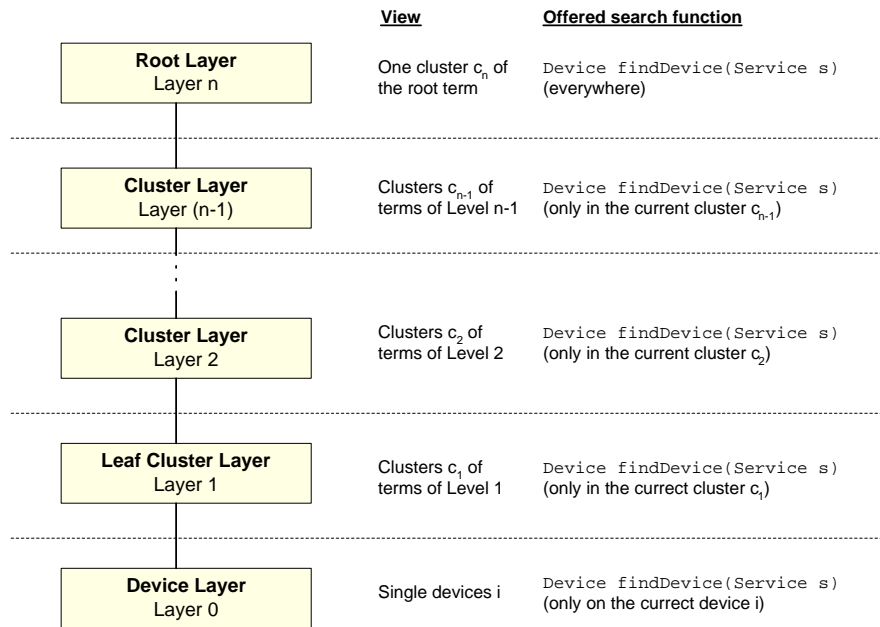 View Offered search function
Root Layer
Layer n
One cluster cn of
the root term
Device findDevice(Service s)
(everywhere)
Cluster Layer
Layer (n-1)
Clusters cn-1 of
terms of Level n-1
Device findDevice(Service s)
(only in the current cluster cn-1)
Cluster Layer
Layer 2
Clusters c2 of
terms of Level 2
Device findDevice(Service s)
(only in the current cluster c2)
Leaf Cluster Layer
Layer 1
Clusters c1 of
terms of Level 1
Device findDevice(Service s)
(only in the currect cluster c1)
Device Layer
Layer 0
Single devices i
Device findDevice(Service s)
(only on the currect device i)